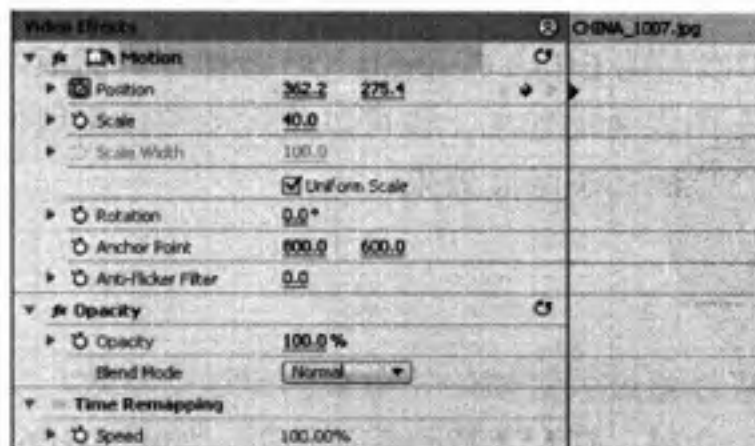 Video Effects CHINA_1007.jpg
fx Motion
Position 362.2 275.4
Scale 40.0
Scale Width 100.0
Uniform Scale
Rotation 0.0°
Anchor Point 800.0 600.0
Anti-flicker Filter 0.0
fx Opacity
Opacity 100.0 %
Blend Mode Normal
Time Remapping
Speed 100.00%